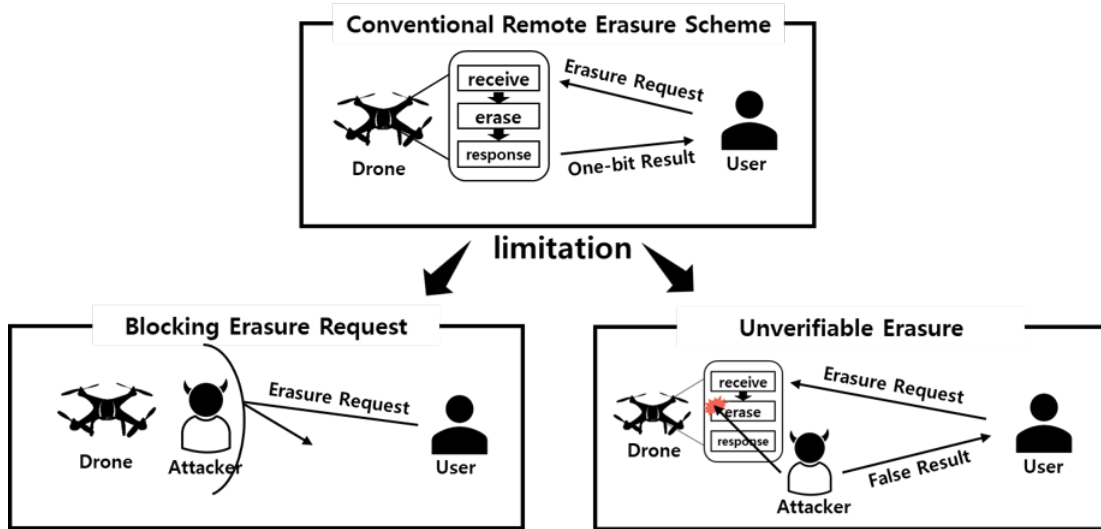 Conventional Remote Erasure Scheme
receive
erase
response
Drone
Erasure Request
One-bit Result
User
limitation
Blocking Erasure Request
Erasure Request
Drone
Attacker
User
Unverifiable Erasure
receive
erase
response
Drone
Erasure Request
False Result
Attacker
User